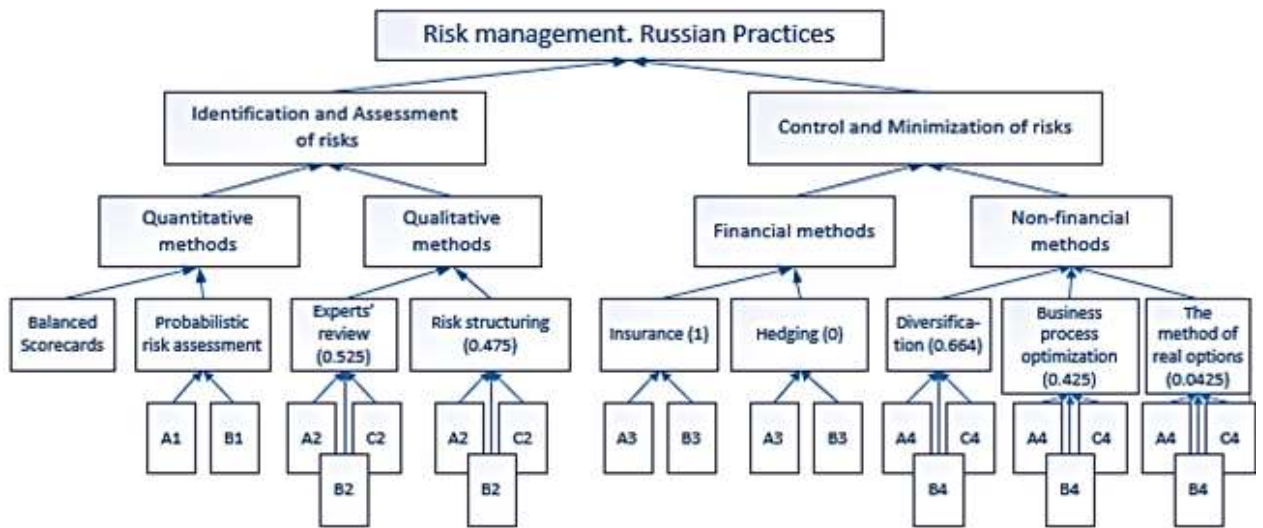 Risk management. Russian Practices
Identification and Assessment
of risks
Control and Minimization of risks
Quantitative
methods
Qualitative
methods
Financial methods
Non-financial
methods
Balanced
Scorecards
Probabilistic
risk assessment
Experts'
review
(0.525)
Risk structuring
(0.475)
Insurance (1)
Hedging (0)
Diversifica-
tion (0.664)
Business
process
optimization
(0.425)
The
method of
real options
(0.0425)
A1
B1
A2
C2
B2
A2
C2
B2
A3
B3
A3
B3
A4
C4
B4
A4
C4
B4
A4
C4
B4